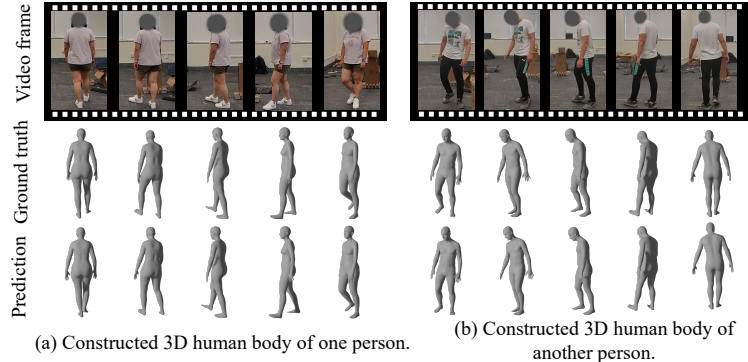 Video frame
Ground truth
Prediction
(a) Constructed 3D human body of one person.
(b) Constructed 3D human body of
another person.